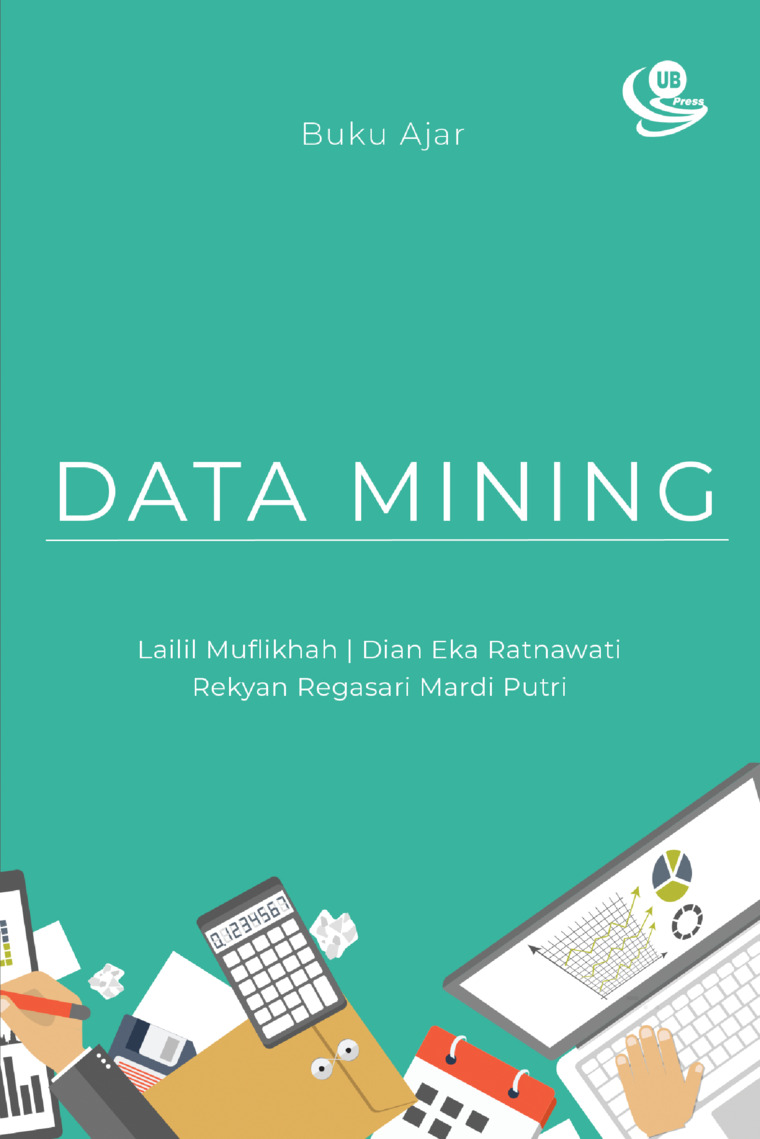 UB
Press
Buku Ajar
DATA MINING
Lailil Muflikhah | Dian Eka Ratnawati
Rekyan Regasari Mardi Putri
0.1234567